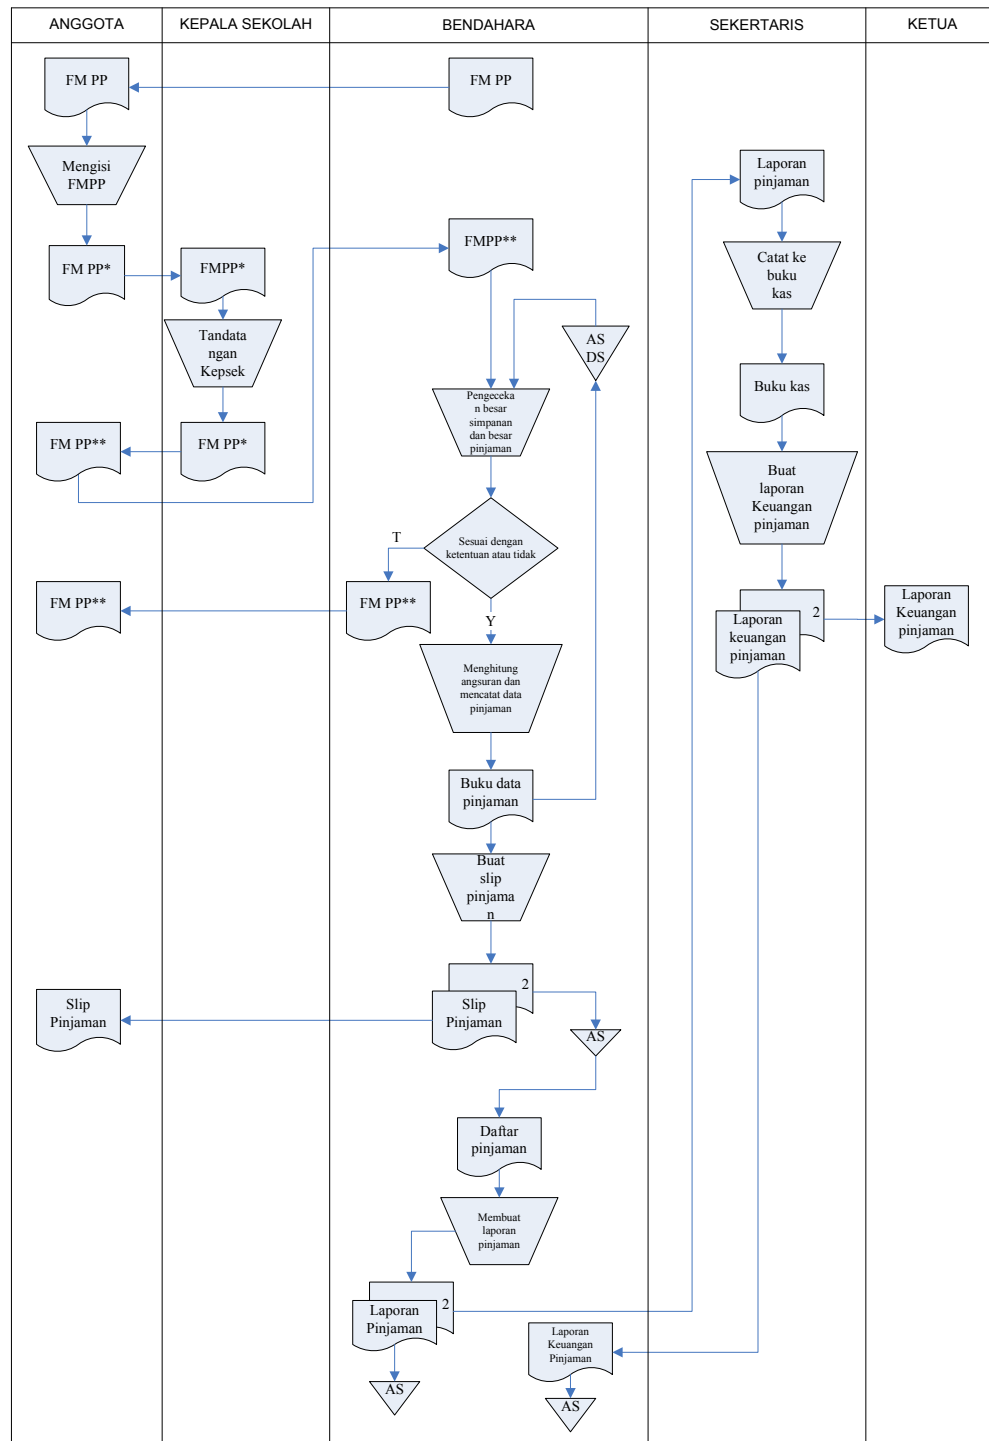 ANGGOTA
KEPALA SEKOLAH
BENDAHARA
SEKERTARIS
KETUA
FM PP
FM PP
Mengisi
FMPP
FM PP*
FMPP*
FMPP**
Tandata
ngan
Kepsek
FM PP**
FM PP*
AS
DS
Pengeceka
n besar
simpanan
dan besar
pinjaman
Sesuai dengan
ketentuan atau tidak
T
Y
FM PP**
FM PP**
Menghitung
angsuran dan
mencatat data
pinjaman
Buku data
pinjaman
Buat
slip
pinjama
n
2
Slip
Pinjaman
Slip
Pinjaman
AS
Daftar
pinjaman
Membuat
laporan
pinjaman
2
Laporan
Pinjaman
AS
Laporan
Keuangan
Pinjaman
AS
Laporan
pinjaman
Catat ke
buku
kas
Buku kas
Buat
laporan
Keuangan
pinjaman
2
Laporan
keuangan
pinjaman
Laporan
Keuangan
pinjaman